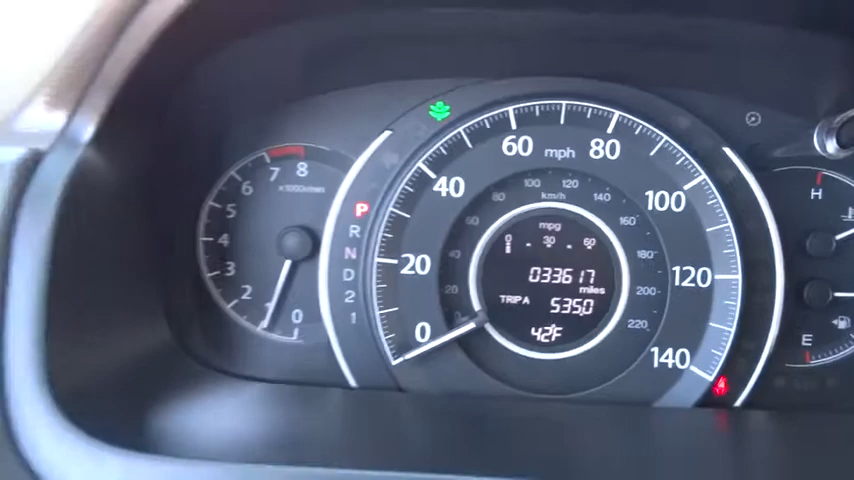 8
7
6
5
4
3
2
1
0
x1000r/min
P
R
N
D
2
1
0
20
40
60
mph
80
100
120
140
20
40
60
80
100
120
140
160
180
200
220
km/h
mpg
0 30 60
033617
miles
TRIP A 535.0
42°F
H
E